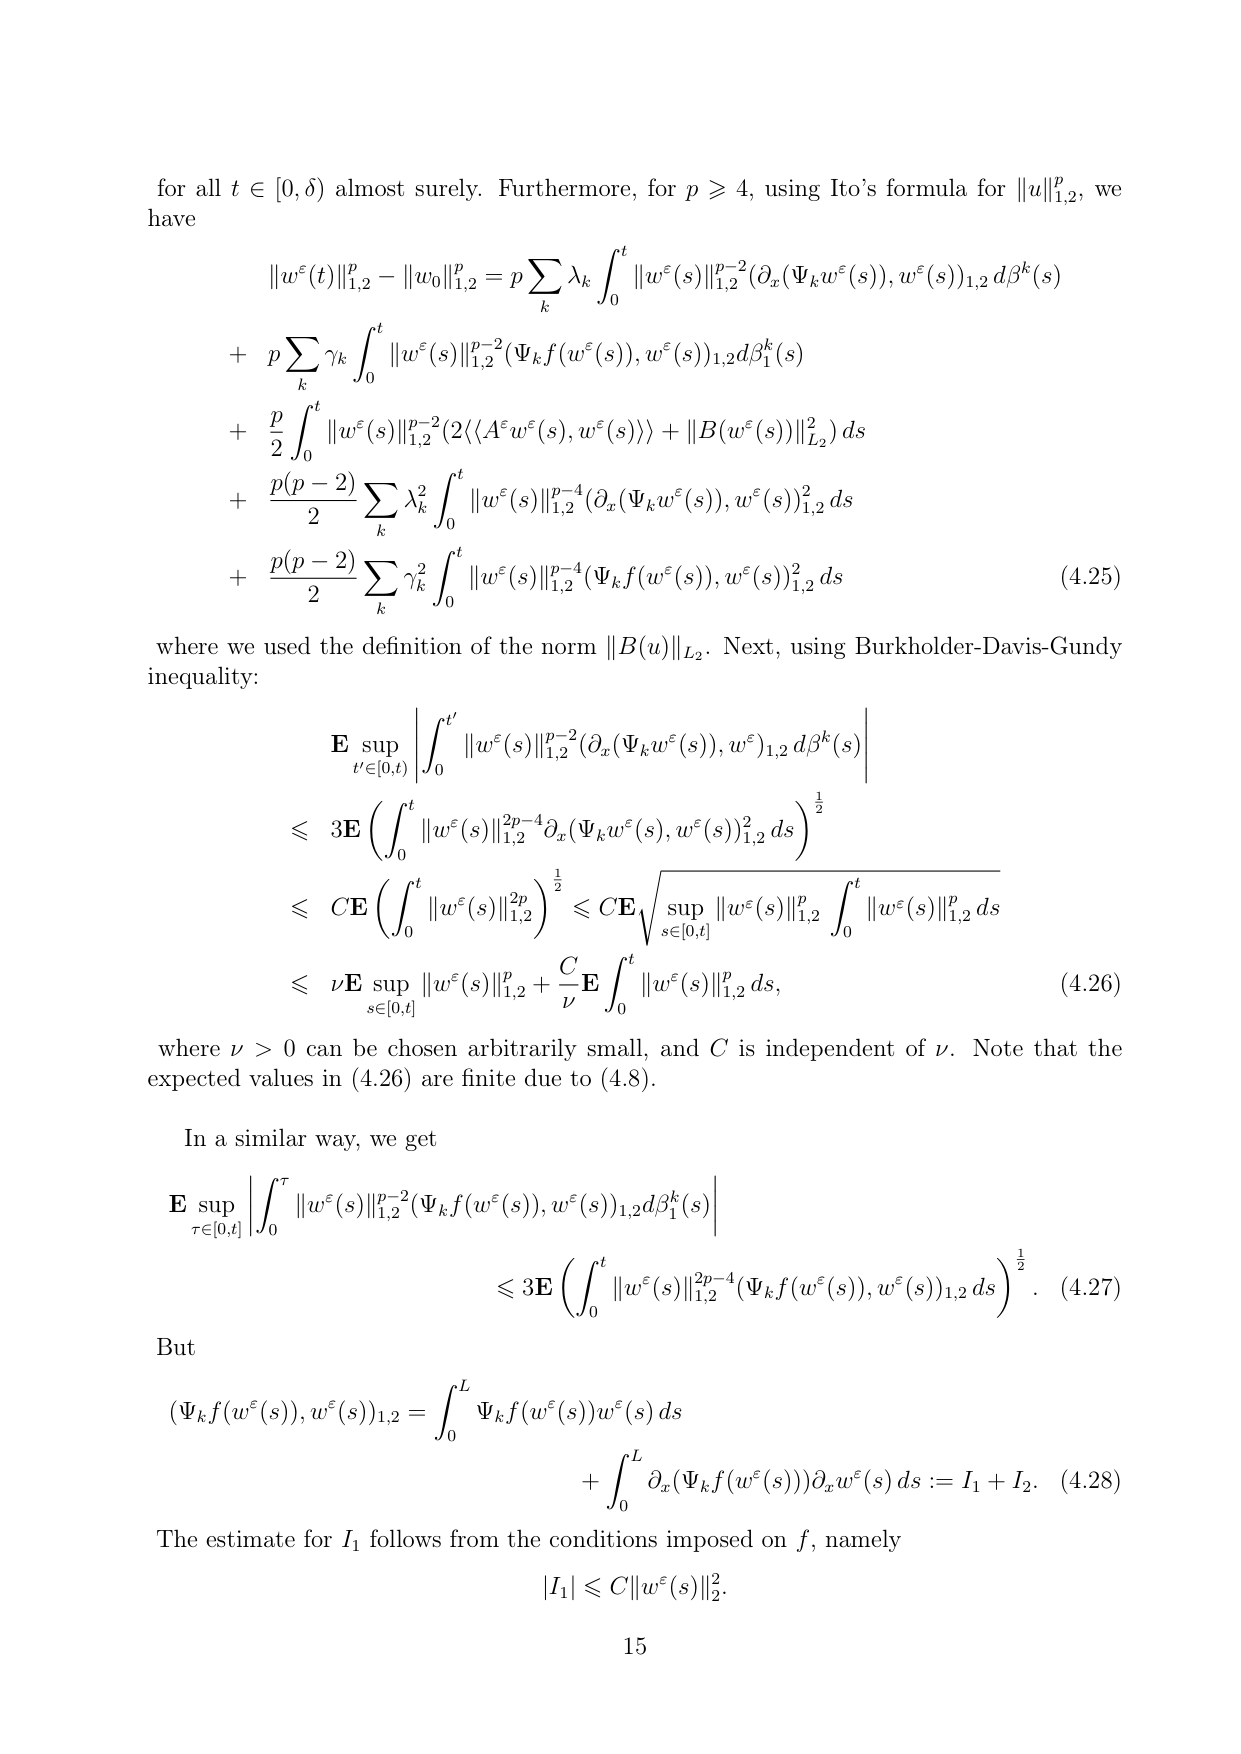 for all $t \in [0, \delta)$ almost surely. Furthermore, for $p \geqslant 4$, using Ito's formula for $\|u\|_{1,2}^p$, we
have
$\|w^\varepsilon(t)\|_{1,2}^p - \|w_0\|_{1,2}^p = p \sum_k \lambda_k \int_0^t \|w^\varepsilon(s)\|_{1,2}^{p-2} (\partial_x(\Psi_k w^\varepsilon(s)), w^\varepsilon(s))_{1,2} \, d\beta^k(s)$
$+ \quad p \sum_k \gamma_k \int_0^t \|w^\varepsilon(s)\|_{1,2}^{p-2} (\Psi_k f(w^\varepsilon(s)), w^\varepsilon(s))_{1,2} d\beta_1^k(s)$
$+ \quad \frac{p}{2} \int_0^t \|w^\varepsilon(s)\|_{1,2}^{p-2} (2\langle\langle A^\varepsilon w^\varepsilon(s), w^\varepsilon(s) \rangle\rangle + \|B(w^\varepsilon(s))\|_{L_2}^2) \, ds$
$+ \quad \frac{p(p-2)}{2} \sum_k \lambda_k^2 \int_0^t \|w^\varepsilon(s)\|_{1,2}^{p-4} (\partial_x(\Psi_k w^\varepsilon(s)), w^\varepsilon(s))_{1,2}^2 \, ds$
$+ \quad \frac{p(p-2)}{2} \sum_k \gamma_k^2 \int_0^t \|w^\varepsilon(s)\|_{1,2}^{p-4} (\Psi_k f(w^\varepsilon(s)), w^\varepsilon(s))_{1,2}^2 \, ds$ (4.25)
where we used the definition of the norm $\|B(u)\|_{L_2}$. Next, using Burkholder-Davis-Gundy
inequality:
$\mathbf{E} \sup_{t' \in [0,t)} \left| \int_0^{t'} \|w^\varepsilon(s)\|_{1,2}^{p-2} (\partial_x(\Psi_k w^\varepsilon(s)), w^\varepsilon)_{1,2} \, d\beta^k(s) \right|$
$\leqslant \quad 3\mathbf{E} \left( \int_0^t \|w^\varepsilon(s)\|_{1,2}^{2p-4} \partial_x(\Psi_k w^\varepsilon(s), w^\varepsilon(s))_{1,2}^2 \, ds \right)^{\frac{1}{2}}$
$\leqslant \quad C\mathbf{E} \left( \int_0^t \|w^\varepsilon(s)\|_{1,2}^{2p} \right)^{\frac{1}{2}} \leqslant C\mathbf{E} \sqrt{\sup_{s \in [0,t]} \|w^\varepsilon(s)\|_{1,2}^p \int_0^t \|w^\varepsilon(s)\|_{1,2}^p \, ds}$
$\leqslant \quad \nu \mathbf{E} \sup_{s \in [0,t]} \|w^\varepsilon(s)\|_{1,2}^p + \frac{C}{\nu} \mathbf{E} \int_0^t \|w^\varepsilon(s)\|_{1,2}^p \, ds,$ (4.26)
where $\nu > 0$ can be chosen arbitrarily small, and $C$ is independent of $\nu$. Note that the
expected values in (4.26) are finite due to (4.8).
In a similar way, we get
$\mathbf{E} \sup_{\tau \in [0,t]} \left| \int_0^\tau \|w^\varepsilon(s)\|_{1,2}^{p-2} (\Psi_k f(w^\varepsilon(s)), w^\varepsilon(s))_{1,2} d\beta_1^k(s) \right|$
$\leqslant 3\mathbf{E} \left( \int_0^t \|w^\varepsilon(s)\|_{1,2}^{2p-4} (\Psi_k f(w^\varepsilon(s)), w^\varepsilon(s))_{1,2} \, ds \right)^{\frac{1}{2}}.$ (4.27)
But
$(\Psi_k f(w^\varepsilon(s)), w^\varepsilon(s))_{1,2} = \int_0^L \Psi_k f(w^\varepsilon(s)) w^\varepsilon(s) \, ds$
$+ \int_0^L \partial_x(\Psi_k f(w^\varepsilon(s))) \partial_x w^\varepsilon(s) \, ds := I_1 + I_2.$ (4.28)
The estimate for $I_1$ follows from the conditions imposed on $f$, namely
$|I_1| \leqslant C \|w^\varepsilon(s)\|_2^2.$
15